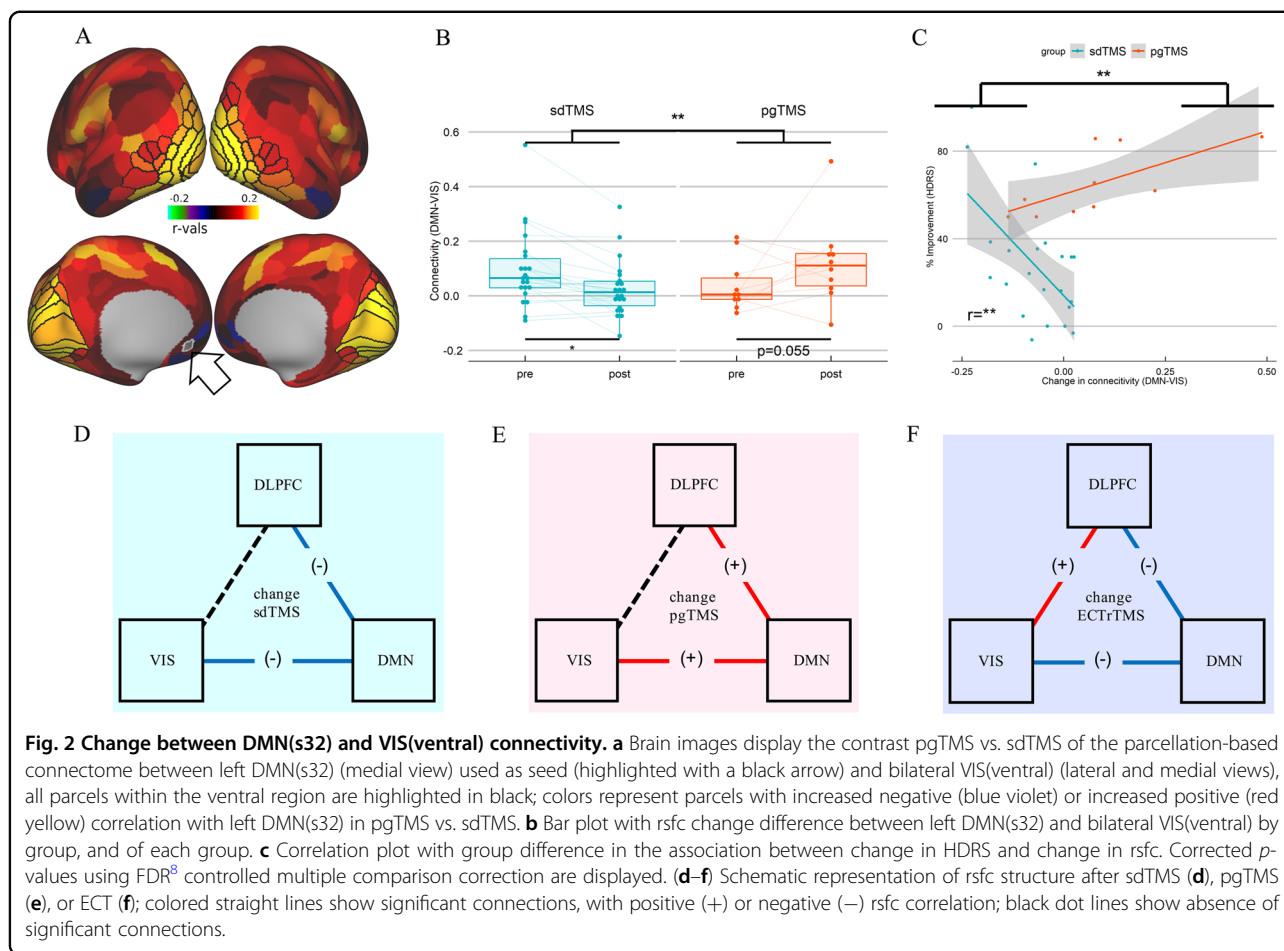 A
-0.2 0.2
r-vals
B
sdTMS ** pgTMS
Connectivity (DMN-VIS)
0.6
0.4
0.2
0.0
-0.2
* p=0.055
pre post pre post
C
group sdTMS pgTMS
**
% Improvement (HDRS)
80
40
0
r=**
-0.25 0.00 0.25 0.50
Change in connecitivity (DMN-VIS)
D
DLPFC
(-)
change
sdTMS
VIS (-) DMN
E
DLPFC
(+)
change
pgTMS
VIS (+) DMN
F
DLPFC
(+) (-)
change
ECTrTMS
VIS (-) DMN
Fig. 2 Change between DMN(s32) and VIS(ventral) connectivity. a Brain images display the contrast pgTMS vs. sdTMS of the parcellation-based
connectome between left DMN(s32) (medial view) used as seed (highlighted with a black arrow) and bilateral VIS(ventral) (lateral and medial views),
all parcels within the ventral region are highlighted in black; colors represent parcels with increased negative (blue violet) or increased positive (red
yellow) correlation with left DMN(s32) in pgTMS vs. sdTMS. b Bar plot with rsfc change difference between left DMN(s32) and bilateral VIS(ventral) by
group, and of each group. c Correlation plot with group difference in the association between change in HDRS and change in rsfc. Corrected p-
values using FDR8 controlled multiple comparison correction are displayed. (d–f) Schematic representation of rsfc structure after sdTMS (d), pgTMS
(e), or ECT (f); colored straight lines show significant connections, with positive (+) or negative (−) rsfc correlation; black dot lines show absence of
significant connections.